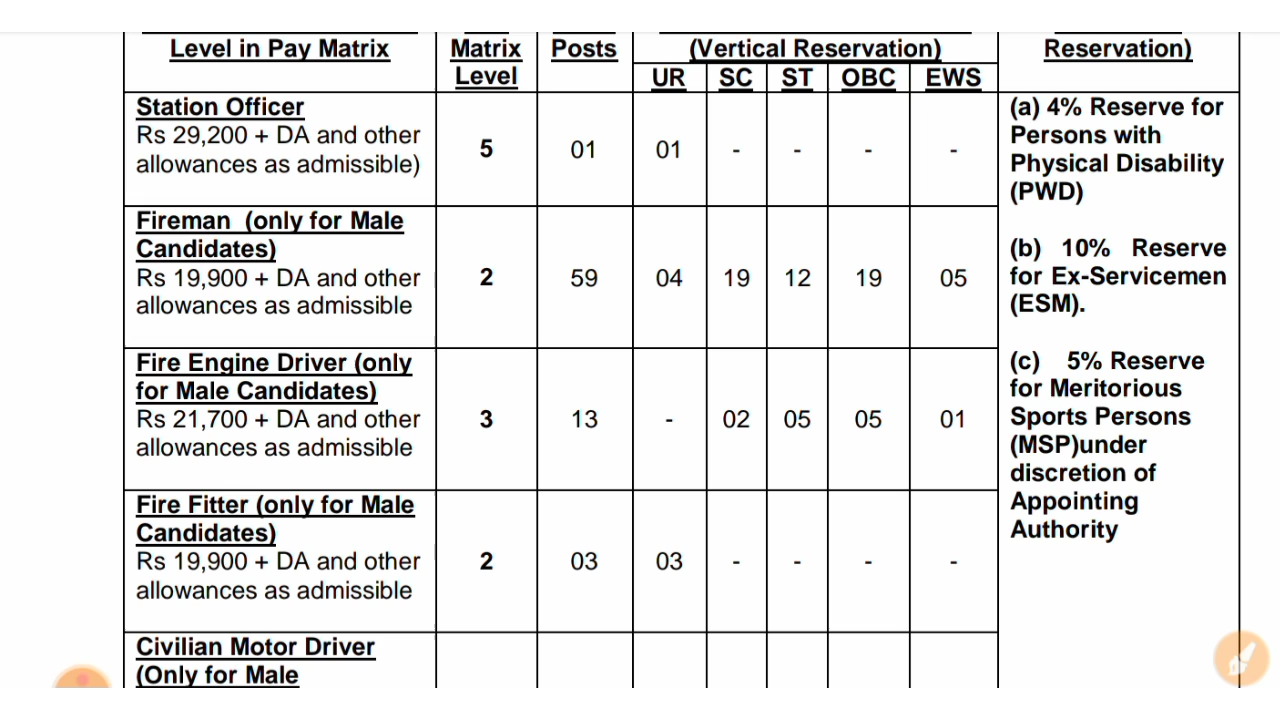 Level in Pay Matrix
Matrix
Level
Posts
(Vertical Reservation)
UR SC ST OBC EWS
Reservation)
Station Officer
Rs 29,200 + DA and other
allowances as admissible)
5 01 01 - - - -
Fireman (only for Male
Candidates)
Rs 19,900 + DA and other
allowances as admissible
2 59 04 19 12 19 05
Fire Engine Driver (only
for Male Candidates)
Rs 21,700 + DA and other
allowances as admissible
3 13 - 02 05 05 01
Fire Fitter (only for Male
Candidates)
Rs 19,900 + DA and other
allowances as admissible
2 03 03 - - - -
Civilian Motor Driver
(Only for Male
(a) 4% Reserve for
Persons with
Physical Disability
(PWD)
(b) 10% Reserve
for Ex-Servicemen
(ESM).
(c) 5% Reserve
for Meritorious
Sports Persons
(MSP)under
discretion of
Appointing
Authority